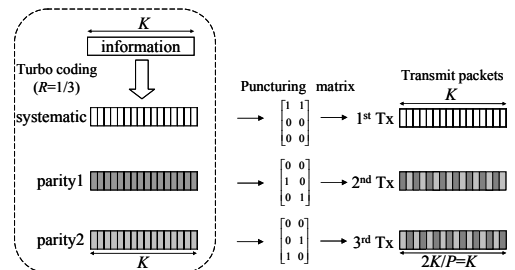 K
information
Turbo coding
(R=1/3)
Puncturing matrix
Transmit packets
K
systematic
1 1
0 0
0 0
1st Tx
parity1
0 0
1 0
0 1
2nd Tx
parity2
0 0
0 1
1 0
3rd Tx
K
2K/P=K